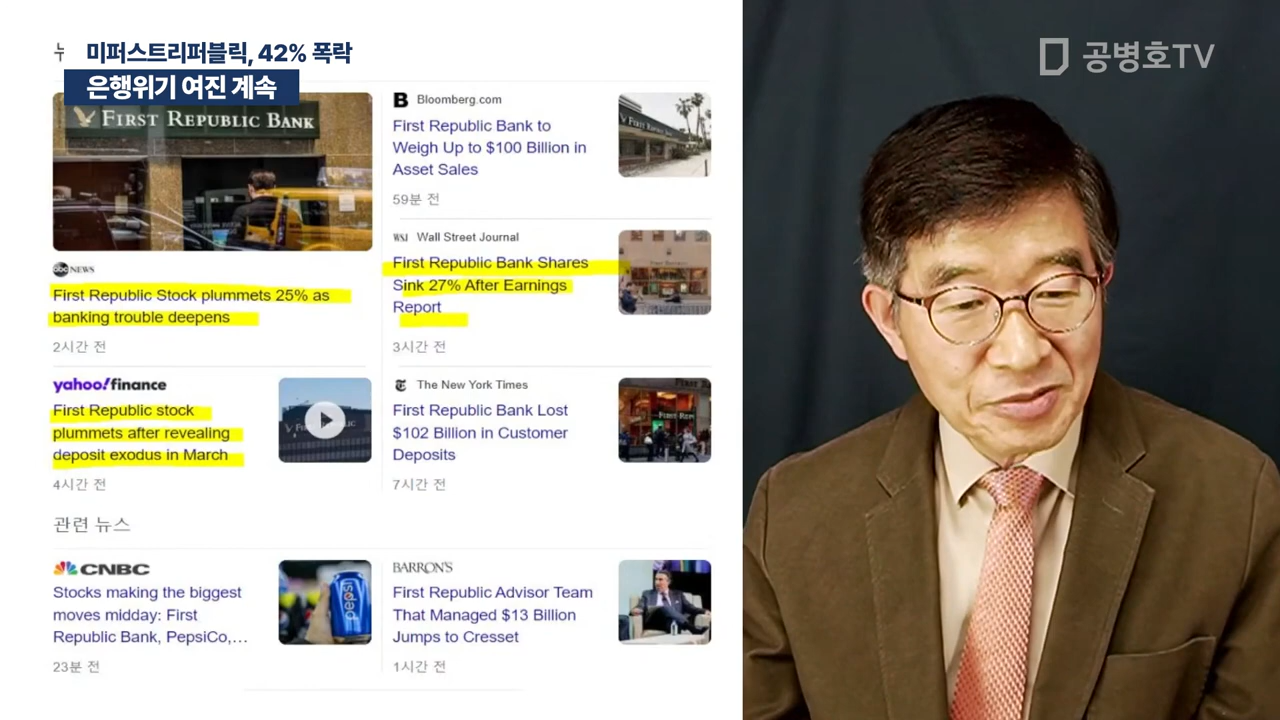 뉴
미퍼스트리퍼블릭, 42% 폭락
은행위기 여진 계속
공병호TV
FIRST REPUBLIC BANK
abc NEWS
First Republic Stock plummets 25% as
banking trouble deepens
2시간 전
B Bloomberg.com
First Republic Bank to
Weigh Up to $100 Billion in
Asset Sales
59분 전
WSJ Wall Street Journal
First Republic Bank Shares
Sink 27% After Earnings
Report
3시간 전
yahoo!finance
First Republic stock
plummets after revealing
deposit exodus in March
4시간 전
The New York Times
First Republic Bank Lost
$102 Billion in Customer
Deposits
7시간 전
관련 뉴스
CNBC
Stocks making the biggest
moves midday: First
Republic Bank, PepsiCo,…
23분 전
pepsi
BARRON'S
First Republic Advisor Team
That Managed $13 Billion
Jumps to Cresset
1시간 전